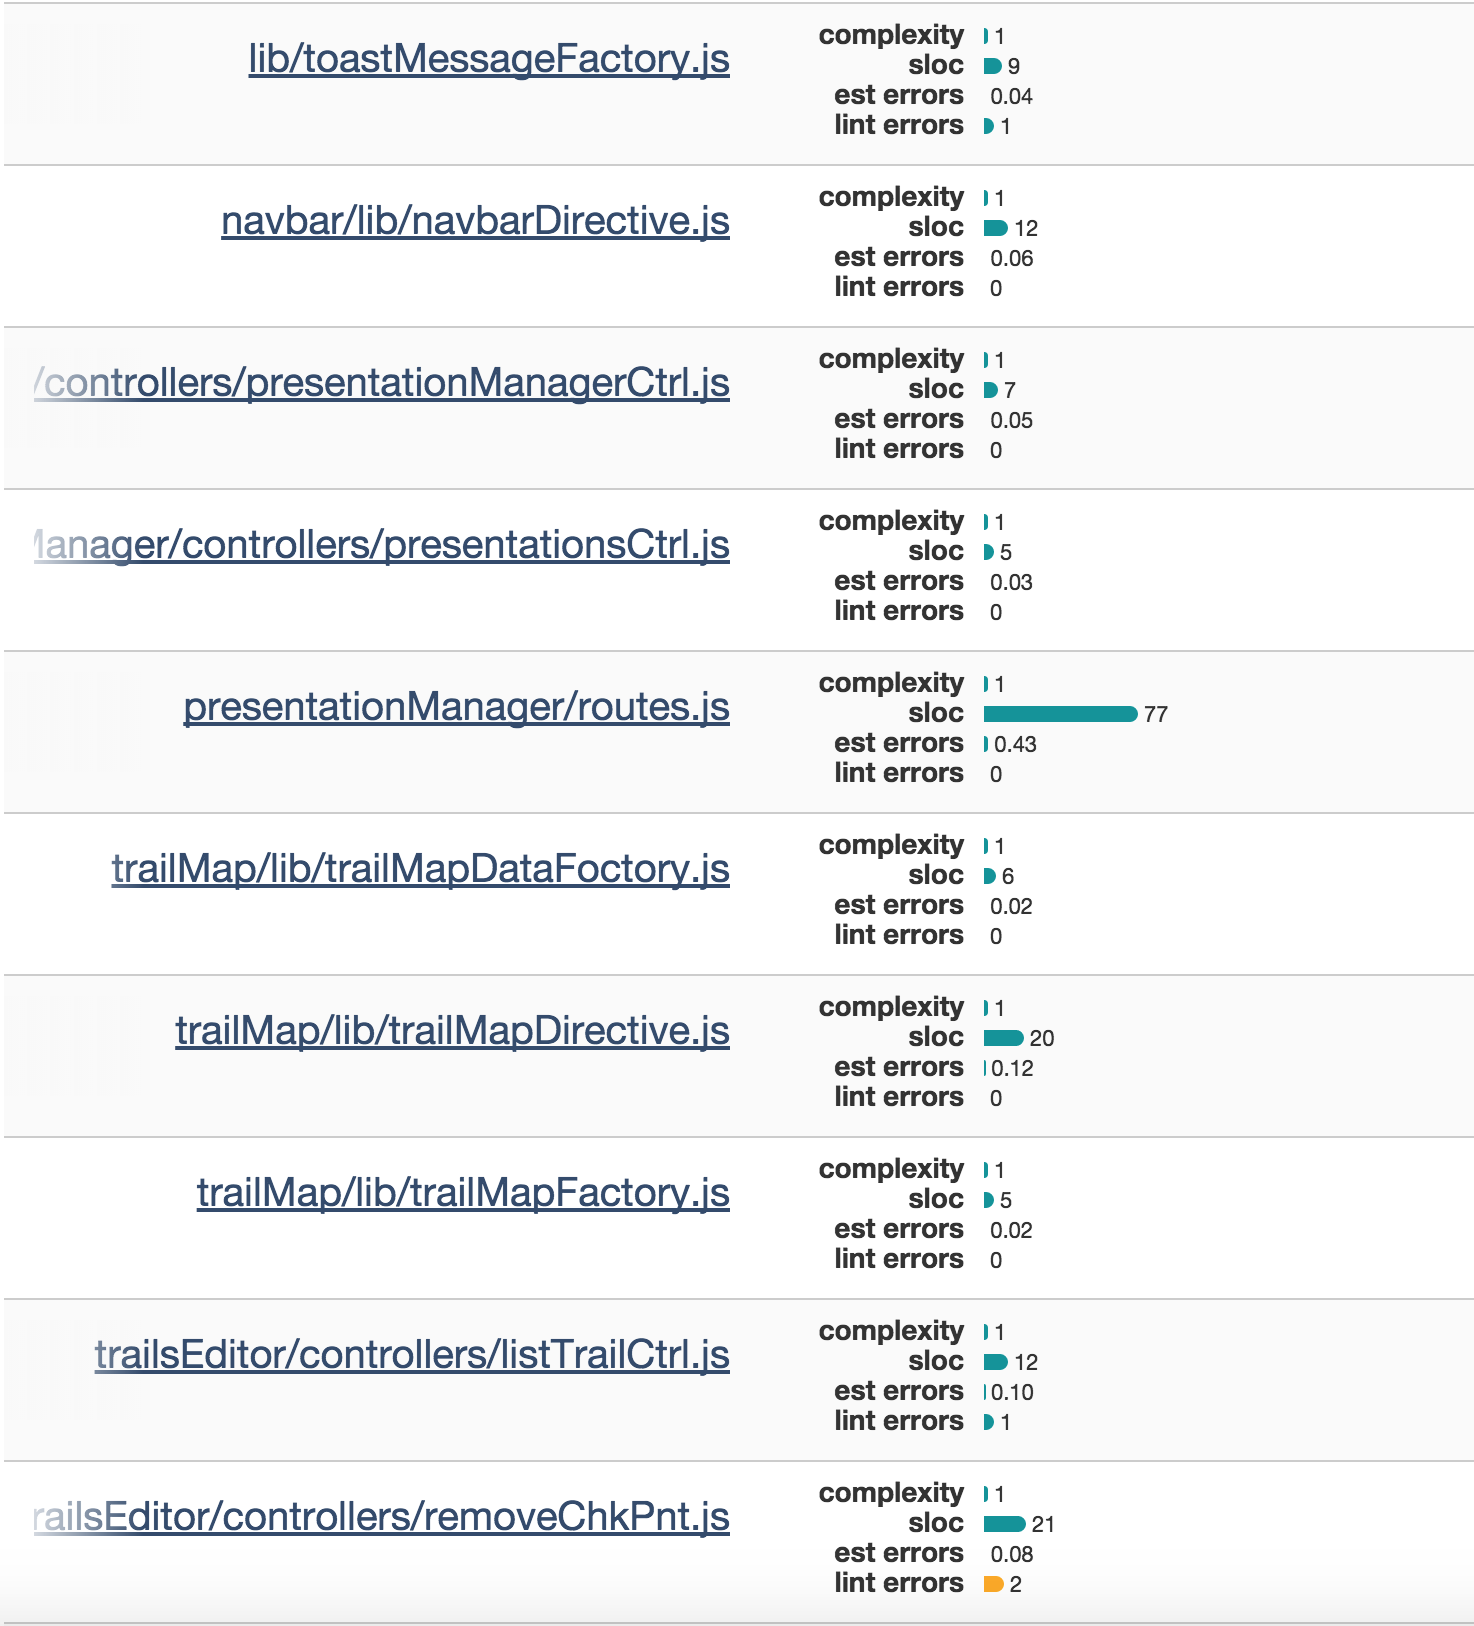 lib/toastMessageFactory.js
complexity 1
sloc 9
est errors 0.04
lint errors 1
navbar/lib/navbarDirective.js
complexity 1
sloc 12
est errors 0.06
lint errors 0
/controllers/presentationManagerCtrl.js
complexity 1
sloc 7
est errors 0.05
lint errors 0
anager/controllers/presentationsCtrl.js
complexity 1
sloc 5
est errors 0.03
lint errors 0
presentationManager/routes.js
complexity 1
sloc 77
est errors 0.43
lint errors 0
trailMap/lib/trailMapDataFoctory.js
complexity 1
sloc 6
est errors 0.02
lint errors 0
trailMap/lib/trailMapDirective.js
complexity 1
sloc 20
est errors 0.12
lint errors 0
trailMap/lib/trailMapFactory.js
complexity 1
sloc 5
est errors 0.02
lint errors 0
trailsEditor/controllers/listTrailCtrl.js
complexity 1
sloc 12
est errors 0.10
lint errors 1
railsEditor/controllers/removeChkPnt.js
complexity 1
sloc 21
est errors 0.08
lint errors 2